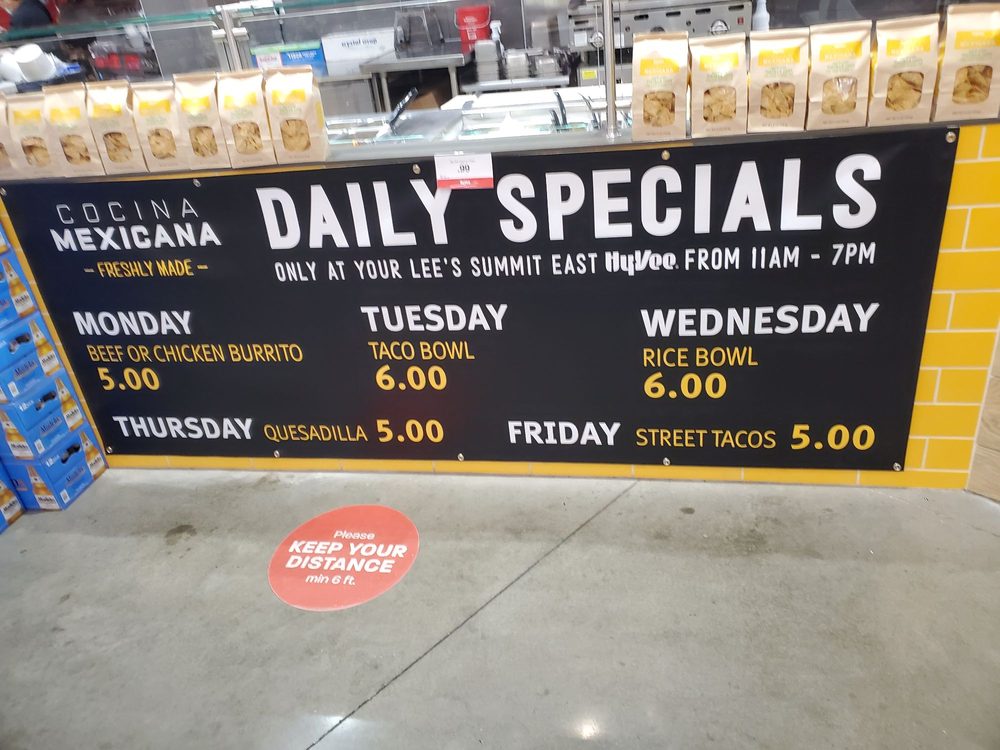 .99
COCINA
MEXICANA
- FRESHLY MADE -
DAILY SPECIALS
ONLY AT YOUR LEE'S SUMMIT EAST HyVee. FROM 11AM - 7PM
MONDAY
BEEF OR CHICKEN BURRITO
5.00
TUESDAY
TACO BOWL
6.00
WEDNESDAY
RICE BOWL
6.00
THURSDAY QUESADILLA 5.00
FRIDAY STREET TACOS 5.00
Please
KEEP YOUR
DISTANCE
min 6 ft.